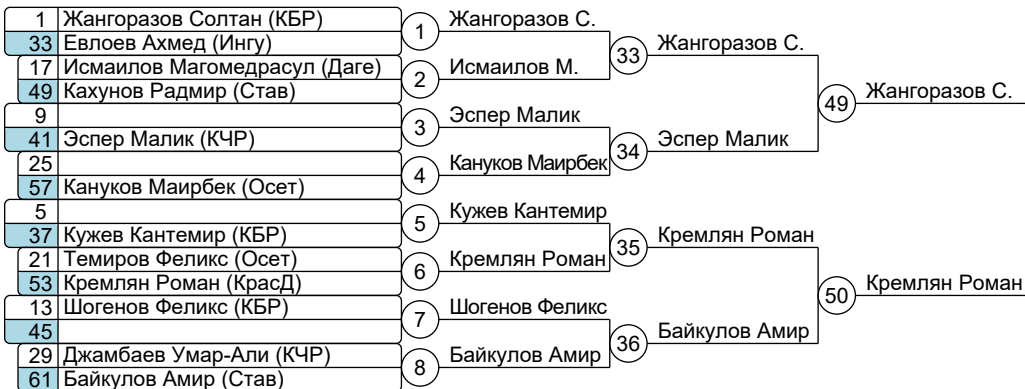 1 Жангоразов Солтан (КБР)
33 Евлоев Ахмед (Ингу)
17 Исмаилов Магомедрасул (Даге)
49 Кахунов Радмир (Став)
9
41 Эспер Малик (КЧР)
25
57 Кануков Маирбек (Осет)
5
37 Кужев Кантемир (КБР)
21 Темиров Феликс (Осет)
53 Кремлян Роман (КрасД)
13 Шогенов Феликс (КБР)
45
29 Джамбаев Умар-Али (КЧР)
61 Байкулов Амир (Став)
1 Жангоразов С.
2 Исмаилов М.
3 Эспер Малик
4 Кануков Маирбек
5 Кужев Кантемир
6 Кремлян Роман
7 Шогенов Феликс
8 Байкулов Амир
33 Жангоразов С.
34 Эспер Малик
35 Кремлян Роман
36 Байкулов Амир
49 Жангоразов С.
50 Кремлян Роман